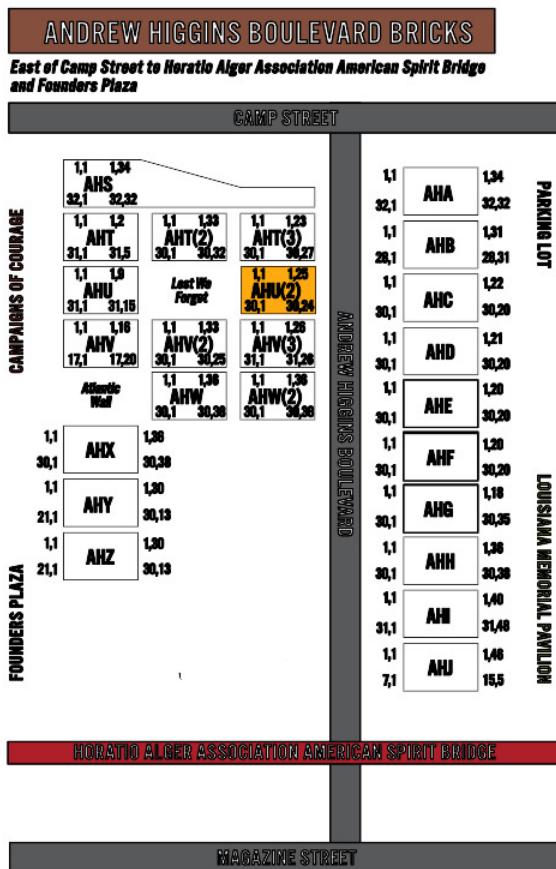 ANDREW HIGGINS BOULEVARD BRICKS
East of Camp Street to Horatio Alger Association American Spirit Bridge
and Founders Plaza
CAMP STREET
1,1 1,34
AHS
32,1 32,32
1,1 1,2
AHT
31,1 31,5
1,1 1,33
AHT(2)
30,1 30,32
1,1 1,23
AHT(3)
30,1 30,27
1,1 1,9
AHU
31,1 31,15
Lest We
Forget
1,1 1,25
AHU(2)
30,1 30,24
1,1 1,16
AHV
17,1 17,20
1,1 1,33
AHV(2)
30,1 30,25
1,1 1,26
AHV(3)
31,1 31,26
Atlantic
Wall
1,1 1,36
AHW
30,1 30,36
1,1 1,36
AHW(2)
30,1 30,36
1,1 1,36
AHX
30,1 30,38
1,1 1,30
AHY
21,1 30,13
1,1 1,30
AHZ
21,1 30,13
CAMPAIGNS OF COURAGE
FOUNDERS PLAZA
ANDREW HIGGINS BOULEVARD
1,1 1,34
AHA
32,1 32,32
1,1 1,31
AHB
28,1 28,31
1,1 1,22
AHC
30,1 30,20
1,1 1,21
AHD
30,1 30,20
1,1 1,20
AHE
30,1 30,20
1,1 1,20
AHF
30,1 30,20
1,1 1,18
AHG
30,1 30,35
1,1 1,36
AHH
30,1 30,36
1,1 1,40
AHI
31,1 31,48
1,1 1,46
AHJ
7,1 15,5
PARKING LOT
LOUISIANA MEMORIAL PAVILION
HORATIO ALGER ASSOCIATION AMERICAN SPIRIT BRIDGE
MAGAZINE STREET